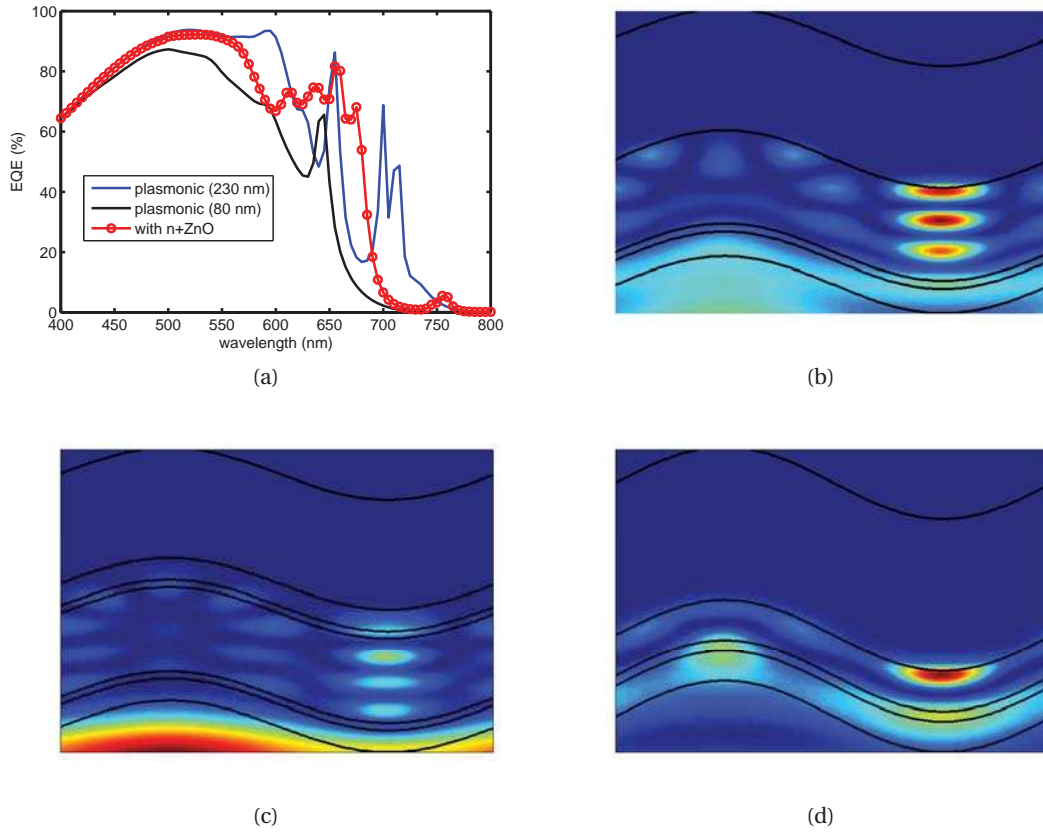 100
80
60
40
20
0
EQE (%)
plasmonic (230 nm)
plasmonic (80 nm)
with n+ZnO
400 450 500 550 600 650 700 750 800
wavelength (nm)
(a)
(b)
(c)
(d)